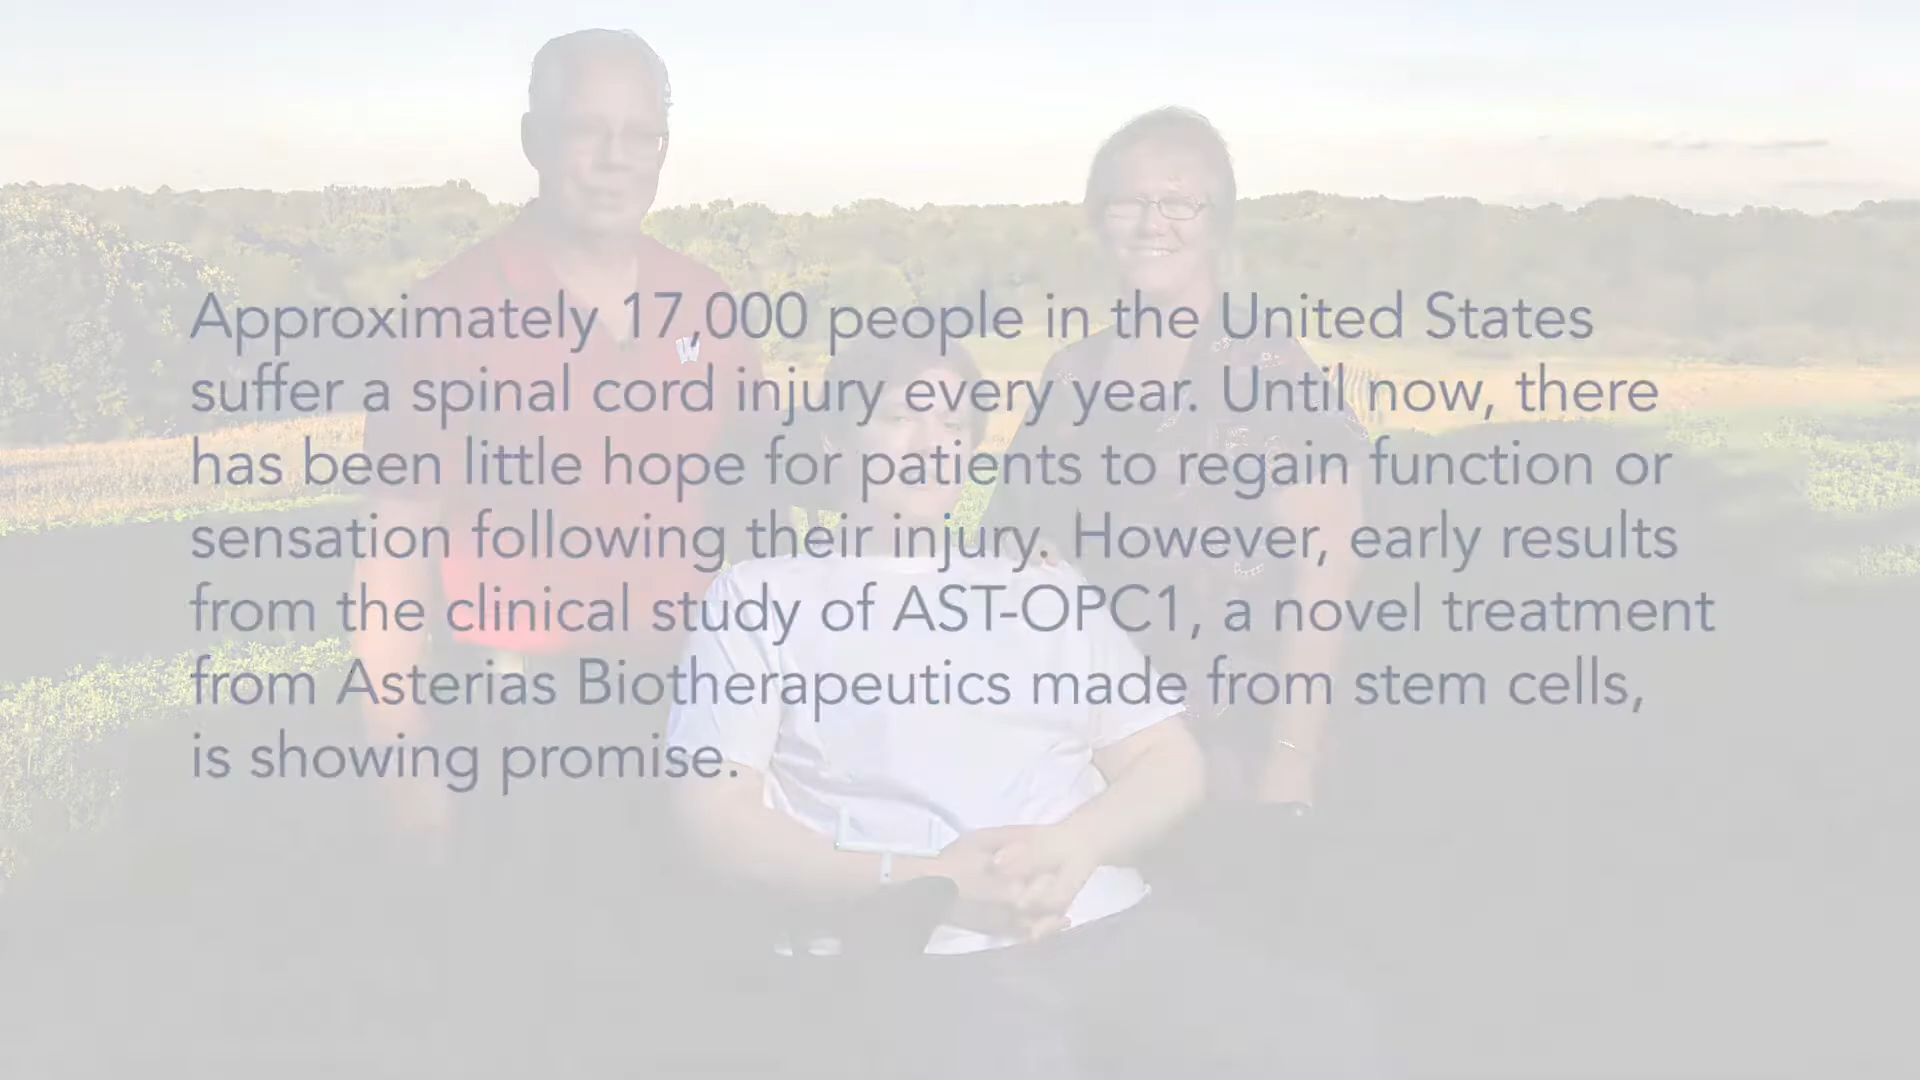 Approximately 17,000 people in the United States
suffer a spinal cord injury every year. Until now, there
has been little hope for patients to regain function or
sensation following their injury. However, early results
from the clinical study of AST-OPC1, a novel treatment
from Asterias Biotherapeutics made from stem cells,
is showing promise.
W